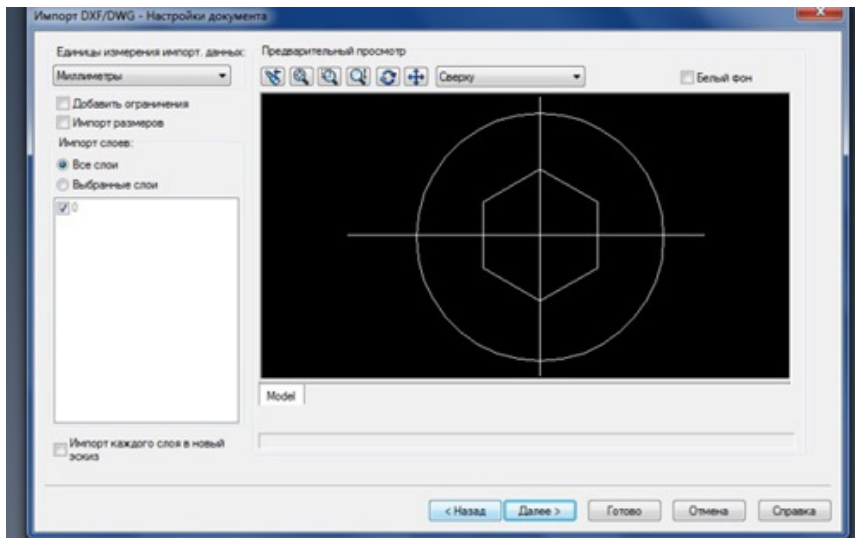 Импорт DXF/DWG - Настройки документа
Единицы измерения импорт. данных:
Миллиметры
Добавить ограничения
Импорт размеров
Импорт слоев:
Все слои
Выбранные слои
0
Импорт каждого слоя в новый
эскиз
Предварительный просмотр
Сверху
Белый фон
Model
< Назад
Далее >
Готово
Отмена
Справка